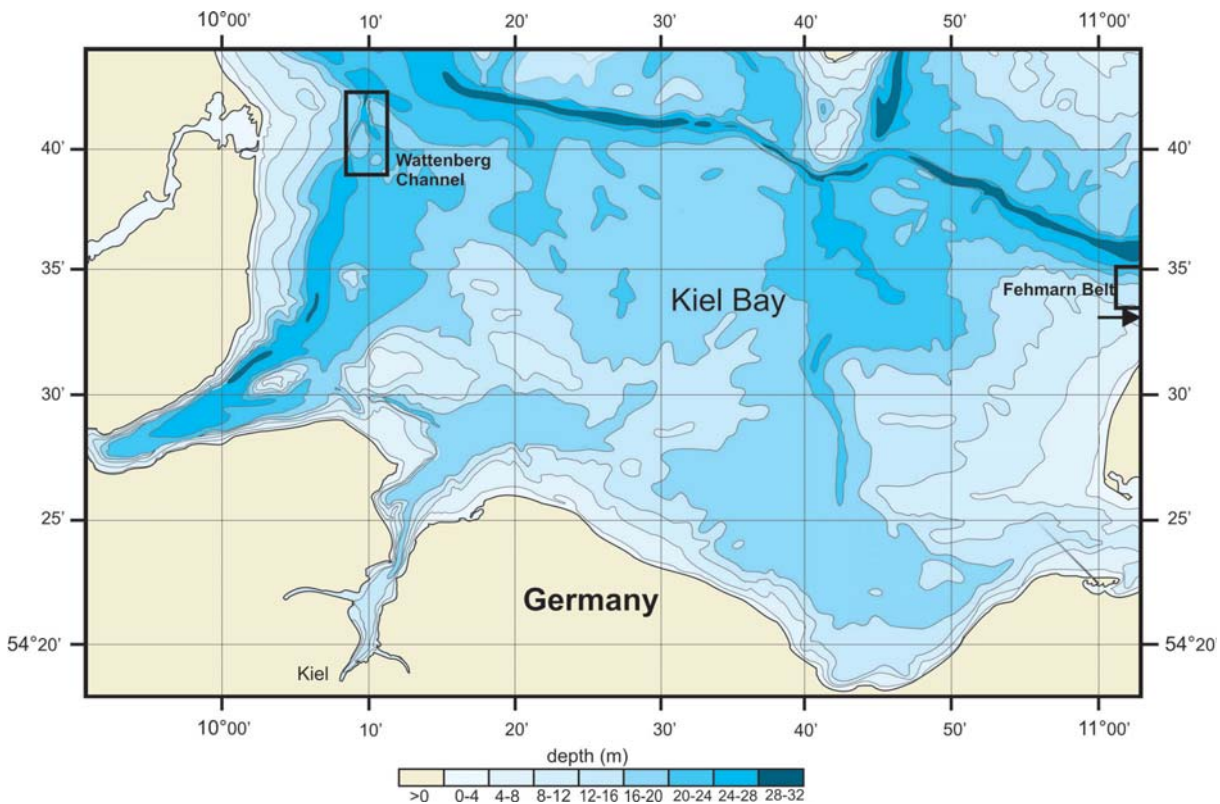 10°00' 10' 20' 30' 40' 50' 11°00'
40' 40'
Wattenberg
Channel
35' 35'
Kiel Bay
Fehmarn Belt
30' 30'
25' 25'
Germany
54°20' 54°20'
Kiel
10°00' 10' 20' 30' 40' 50' 11°00'
depth (m)
>0 0-4 4-8 8-12 12-16 16-20 20-24 24-28 28-32